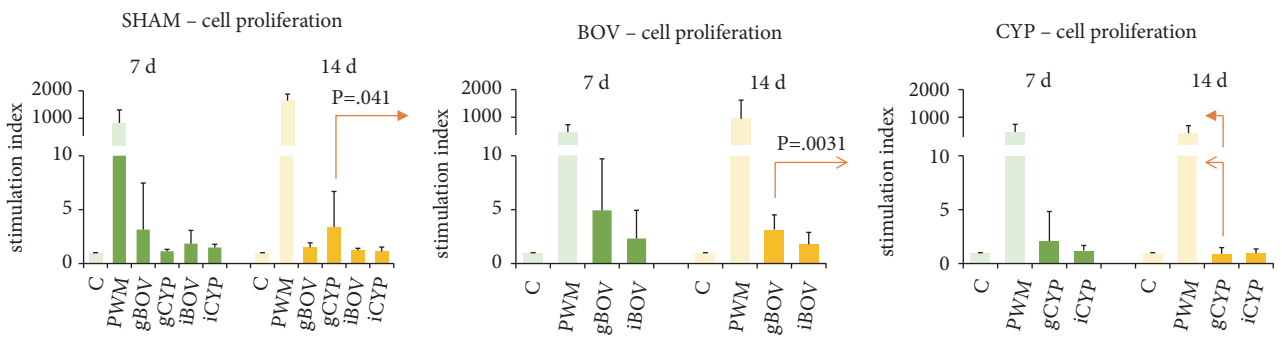 SHAM – cell proliferation
7 d
14 d
stimulation index
2000
1000
10
5
0
P=.041
C
PWM
gBOV
gCYP
iBOV
iCYP
C
PWM
gBOV
gCYP
iBOV
iCYP
BOV – cell proliferation
7 d
14 d
stimulation index
2000
1000
10
5
0
P=.0031
C
PWM
gBOV
iBOV
C
PWM
gBOV
iBOV
CYP – cell proliferation
7 d
14 d
stimulation index
2000
1000
10
5
0
C
PWM
gCYP
iCYP
C
PWM
gCYP
iCYP